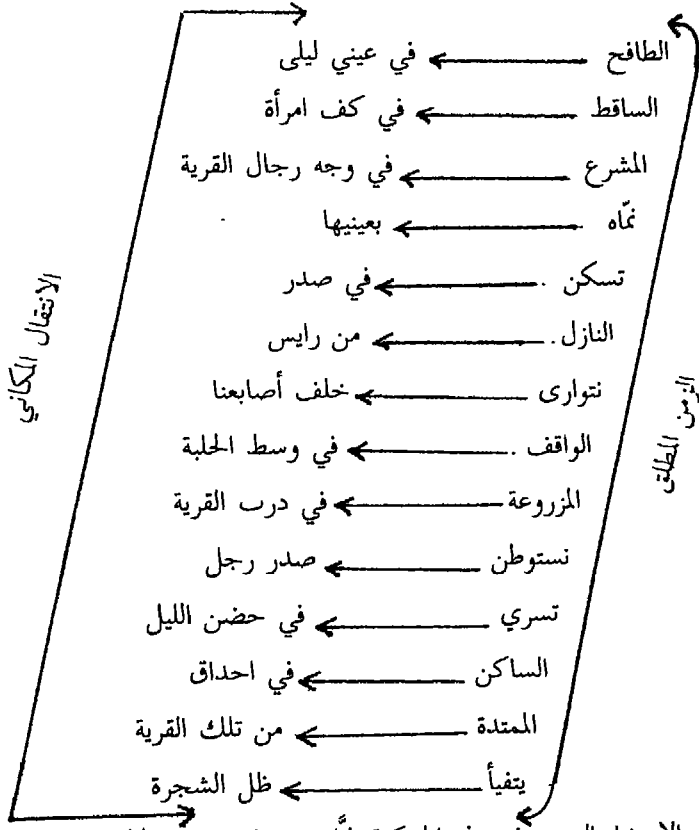 الطافح في عيني ليلى
الساقط في كف امرأة
المشرع في وجه رجال القرية
نمّاه بعينيها
تسكن في صدر
النازل من رايس
نتوارى خلف أصابعنا
الواقف في وسط الحلبة
المزروعة في درب القرية
نستوطن صدر رجل
تسري في حضن الليل
الساكن في احداق
الممتدة من تلك القرية
يتفيأ ظل الشجرة
الانتقال المكاني
الزمن المطلق